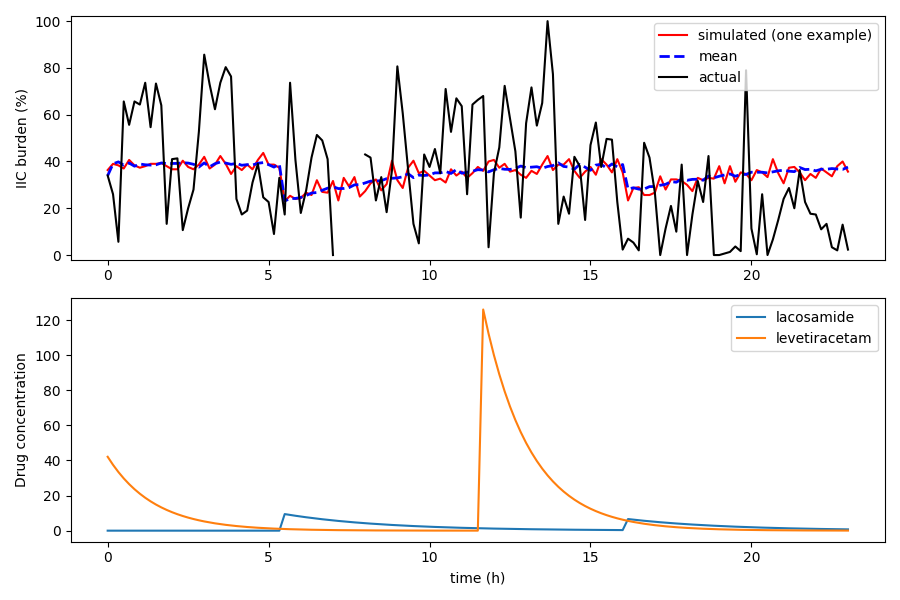 100
80
60
40
20
0
IIC burden (%)
simulated (one example)
mean
actual
0 5 10 15 20
120
100
80
60
40
20
0
Drug concentration
lacosamide
levetiracetam
0 5 10 15 20
time (h)